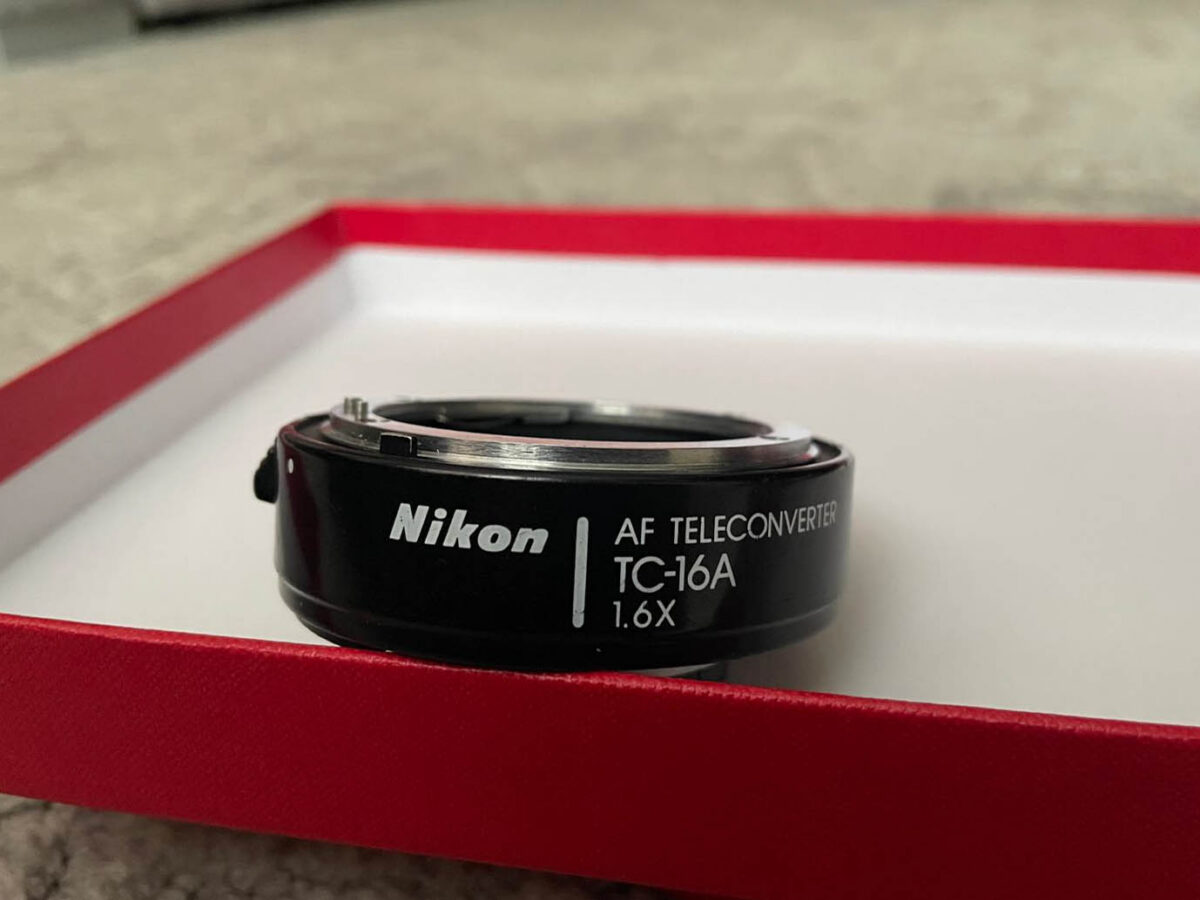 Nikon
AF TELECONVERTER
TC-16A
1.6X